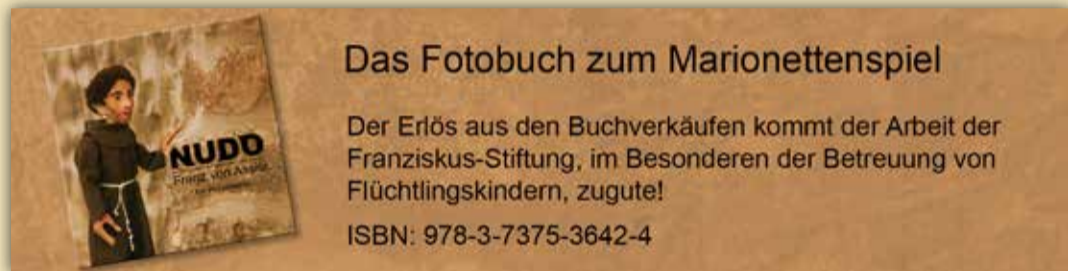 NUDO
Franz von Assisi
Das Fotobuch zum Marionettenspiel
Der Erlös aus den Buchverkäufen kommt der Arbeit der
Franziskus-Stiftung, im Besonderen der Betreuung von
Flüchtlingskindern, zugute!
ISBN: 978-3-7375-3642-4